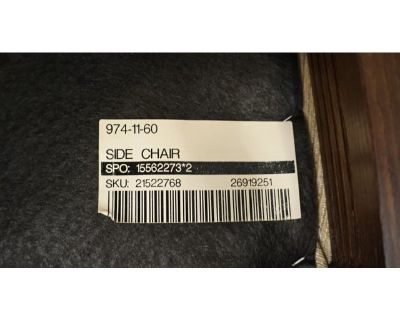 974-11-60
SIDE CHAIR
SPO: 15562273*2
SKU: 21522768 26919251